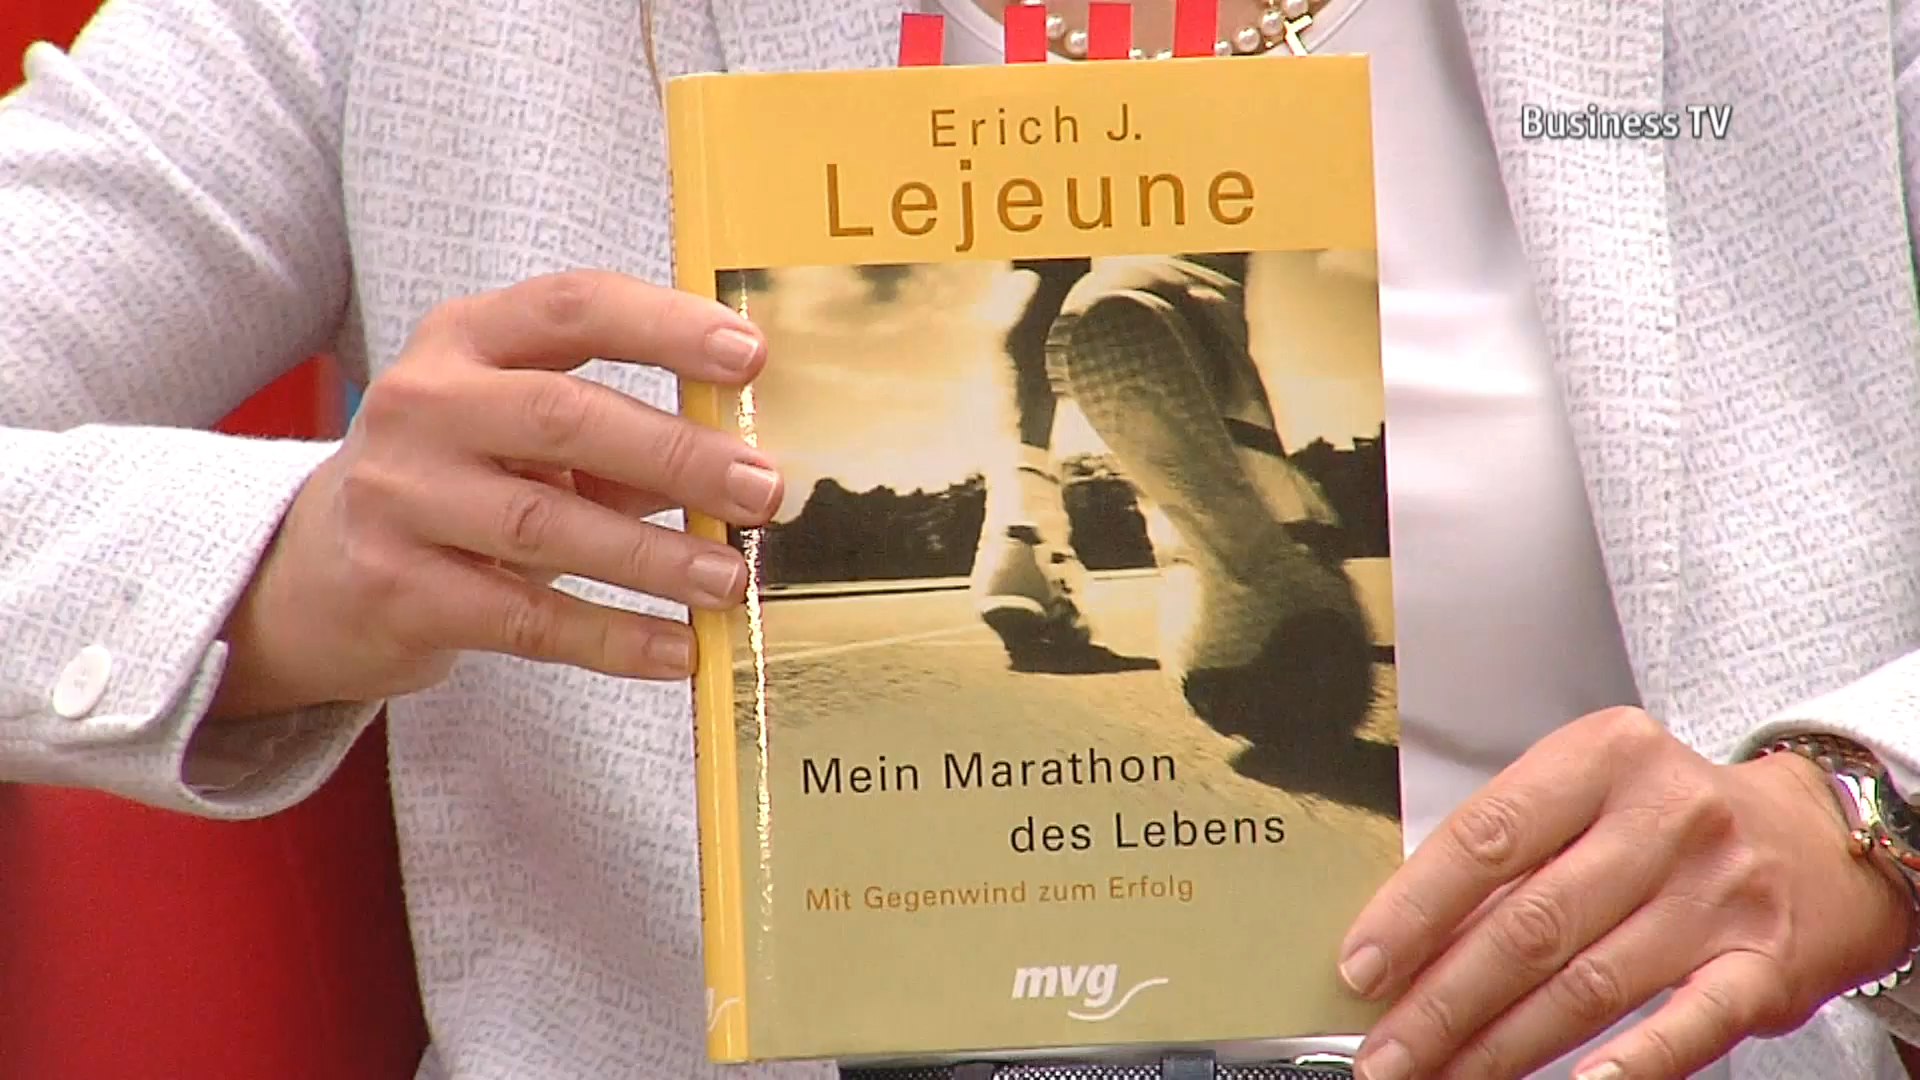 Erich J.
Lejeune
Business TV
Mein Marathon
des Lebens
Mit Gegenwind zum Erfolg
mvg